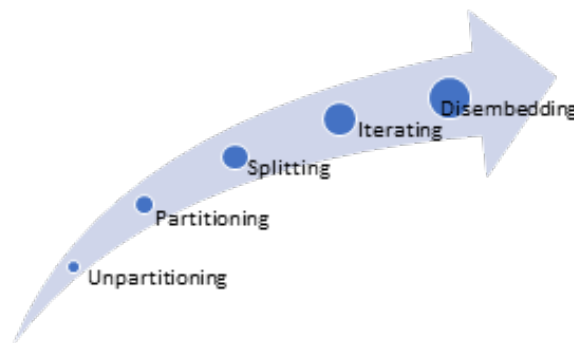 Disembedding
Iterating
Splitting
Partitioning
Unpartitioning